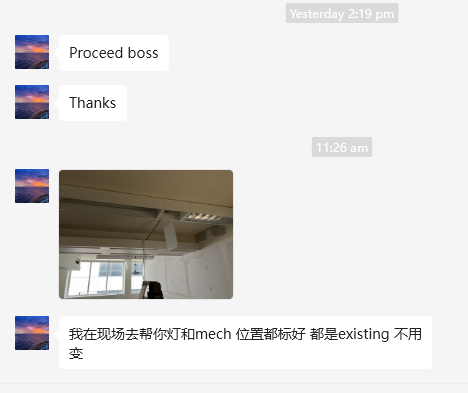 Yesterday 2:19 pm
Proceed boss
Thanks
11:26 am
我在现场去帮你灯和mech 位置都标好 都是existing 不用
变